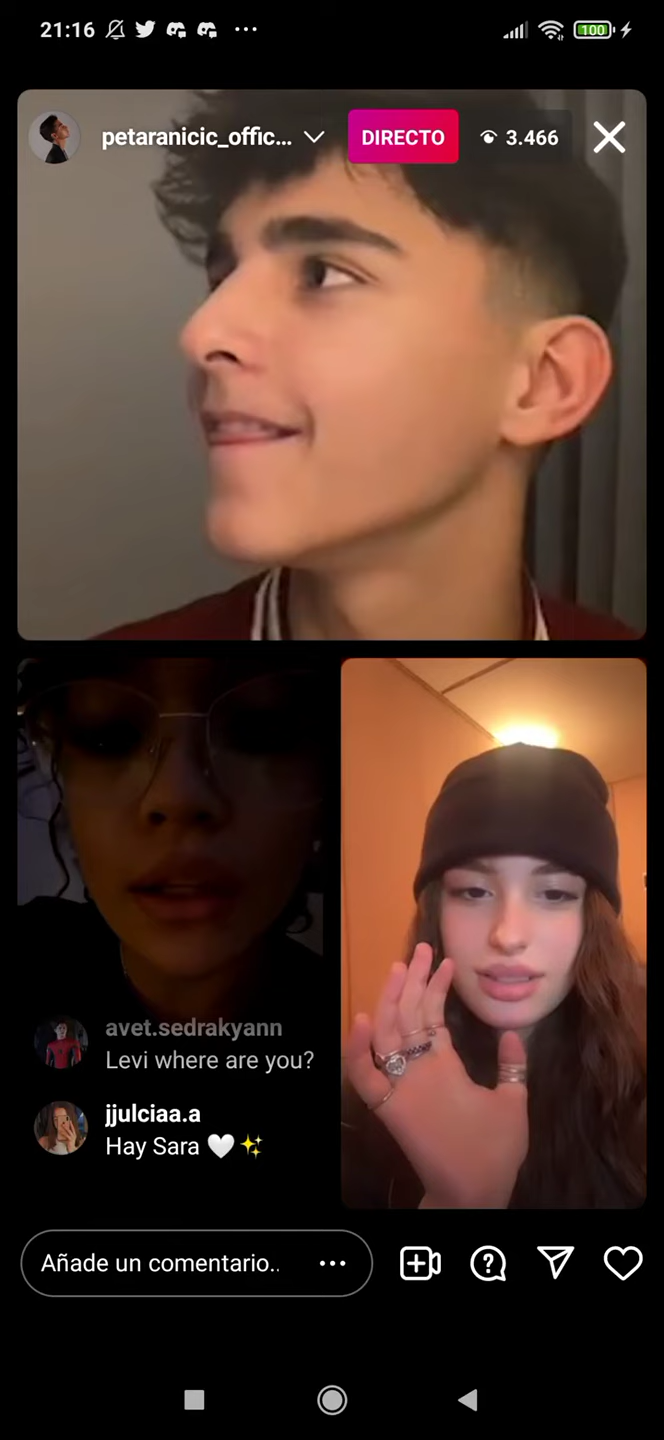 21:16
100
petaranicic_offic...
DIRECTO
3.466
avet.sedrakyann
Levi where are you?
jjulciaa.a
Hay Sara 🤍✨
Añade un comentario..